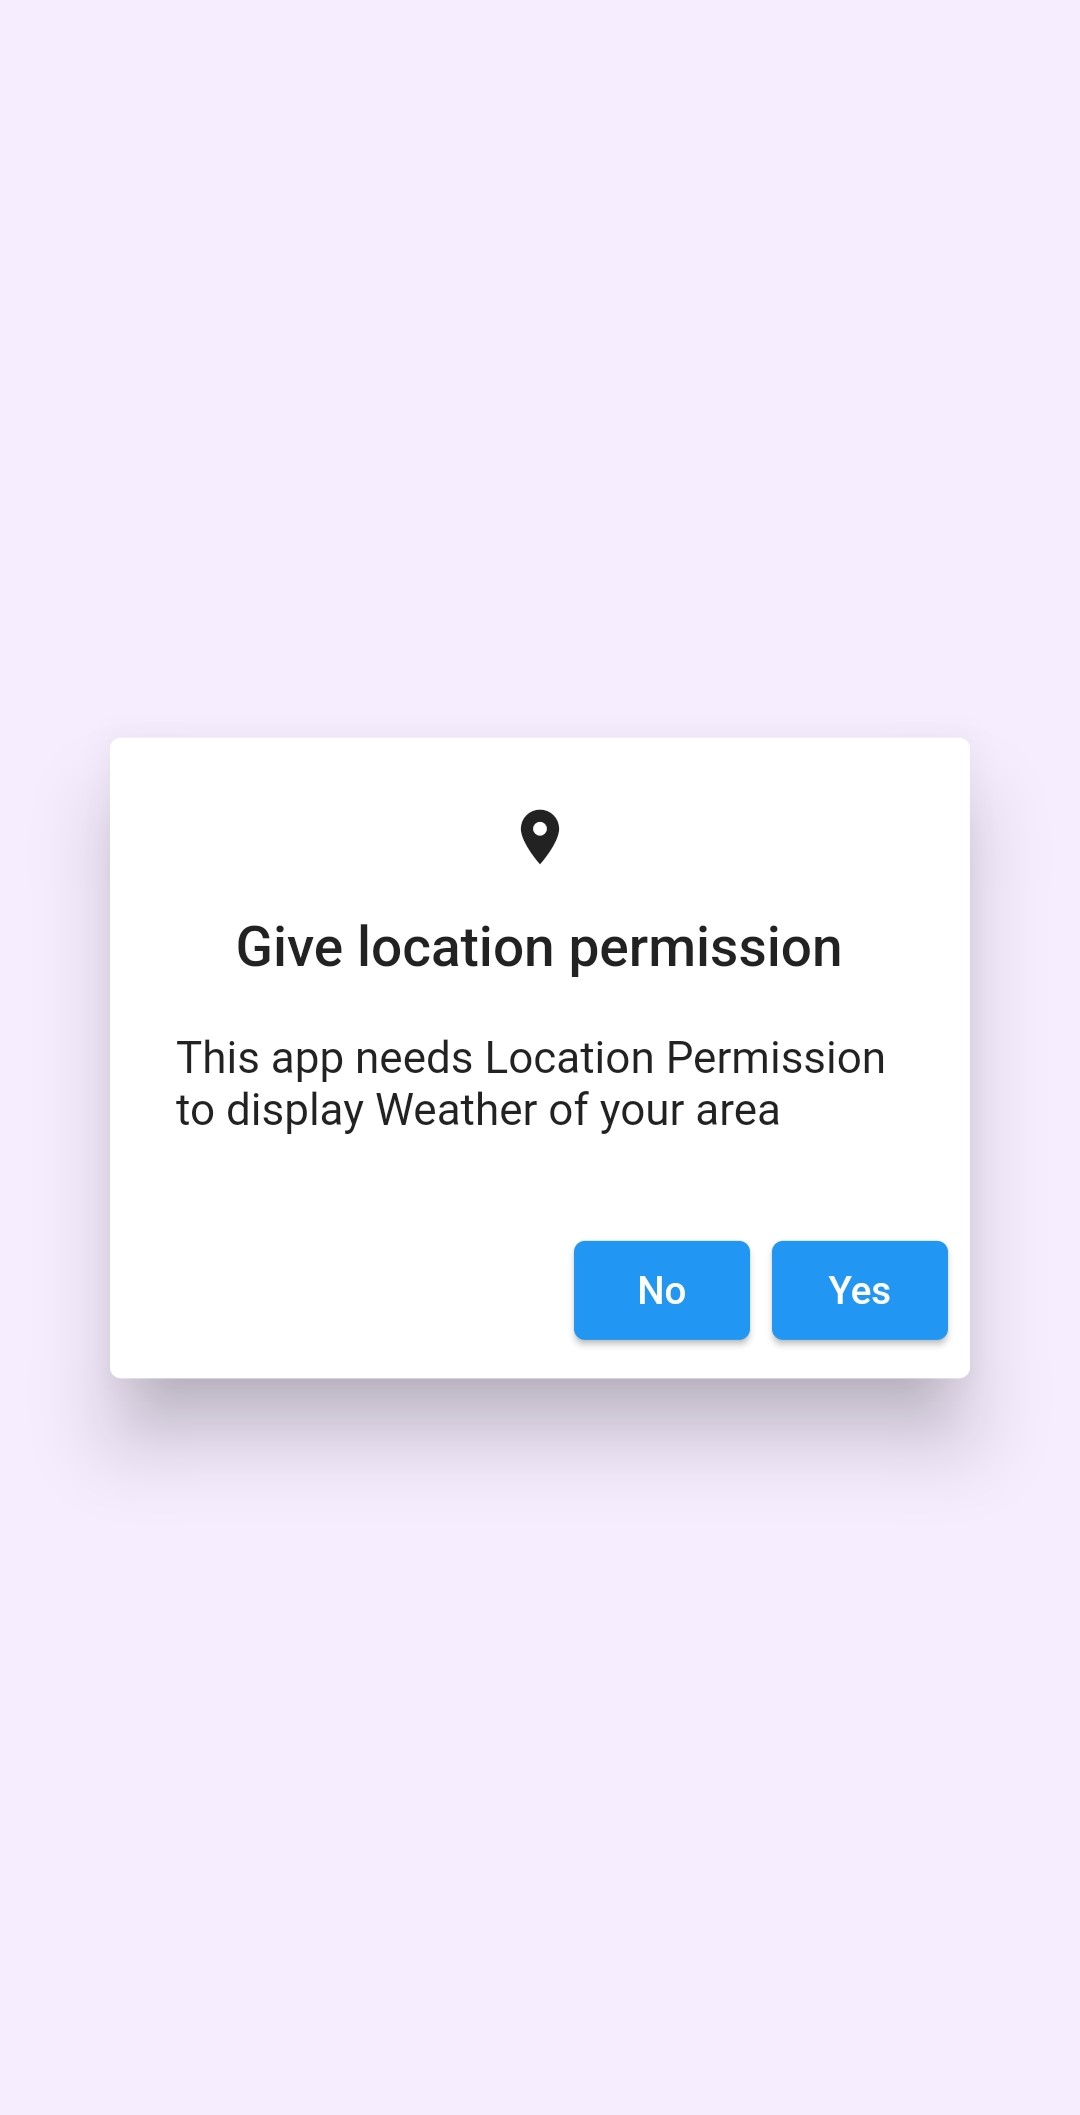 Give location permission
This app needs Location Permission
to display Weather of your area
No
Yes